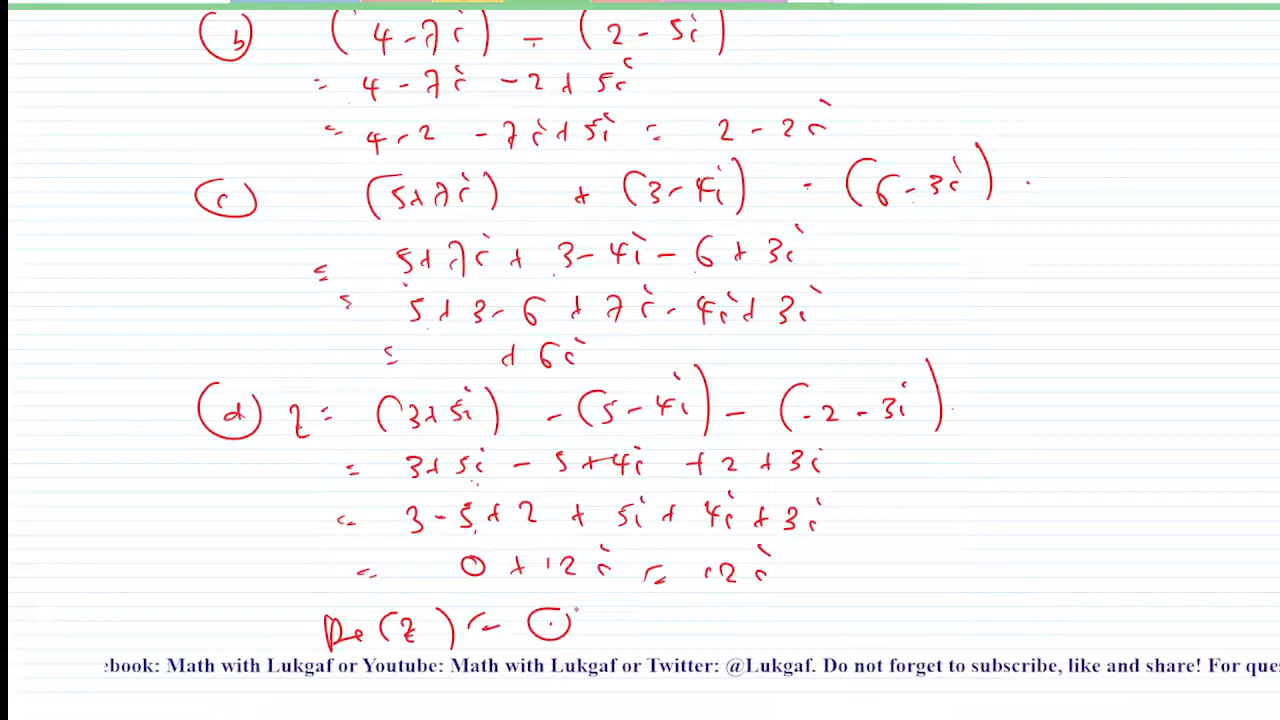 (b) (4 - 7i) - (2 - 5i)
= 4 - 7i - 2 + 5i
= 4 - 2 - 7i + 5i = 2 - 2i
(c) (5 + 7i) + (3 - 4i) - (6 - 3i).
= 5 + 7i + 3 - 4i - 6 + 3i
= 5 + 3 - 6 + 7i - 4i + 3i
= + 6i
(d) z = (3 + 5i) - (5 - 4i) - (-2 - 3i).
= 3 + 5i - 5 + 4i + 2 + 3i
= 3 - 5 + 2 + 5i + 4i + 3i
= 0 + 12i = 12i
Re(z) = 0
ebook: Math with Lukgaf or Youtube: Math with Lukgaf or Twitter: @Lukgaf. Do not forget to subscribe, like and share! For que